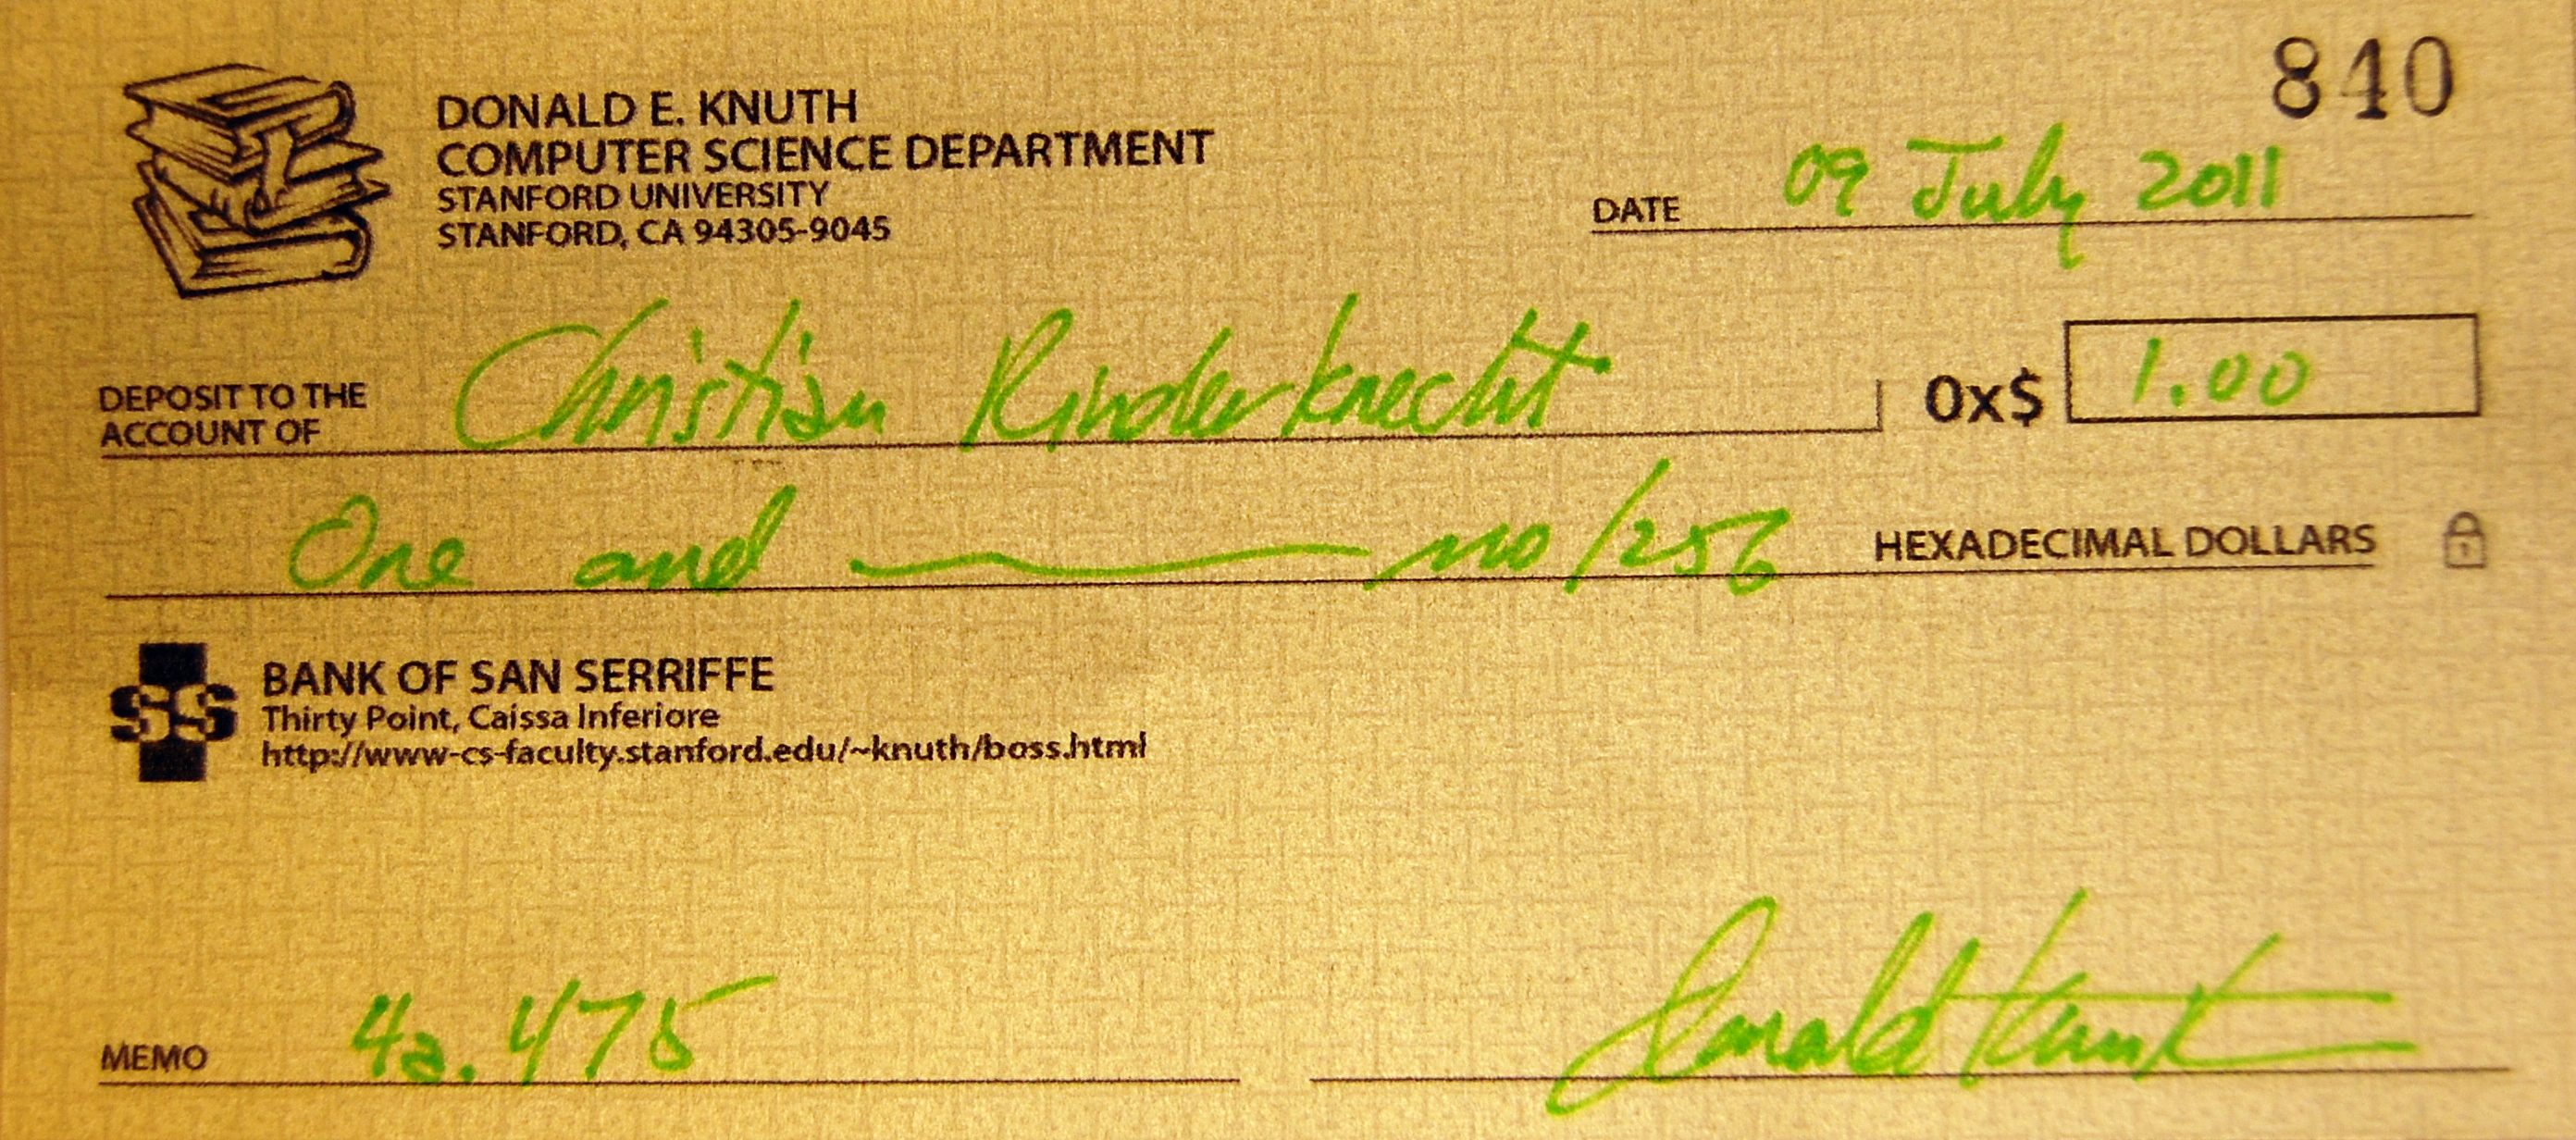 840
DONALD E. KNUTH
COMPUTER SCIENCE DEPARTMENT
STANFORD UNIVERSITY
STANFORD, CA 94305-9045
DATE 09 July 2011
DEPOSIT TO THE
ACCOUNT OF Christian Rinderknecht 0x$ 1.00
One and no/256 HEXADECIMAL DOLLARS
SS BANK OF SAN SERRIFFE
Thirty Point, Caissa Inferiore
http://www-cs-faculty.stanford.edu/~knuth/boss.html
MEMO 4a.475 Donald Knuth